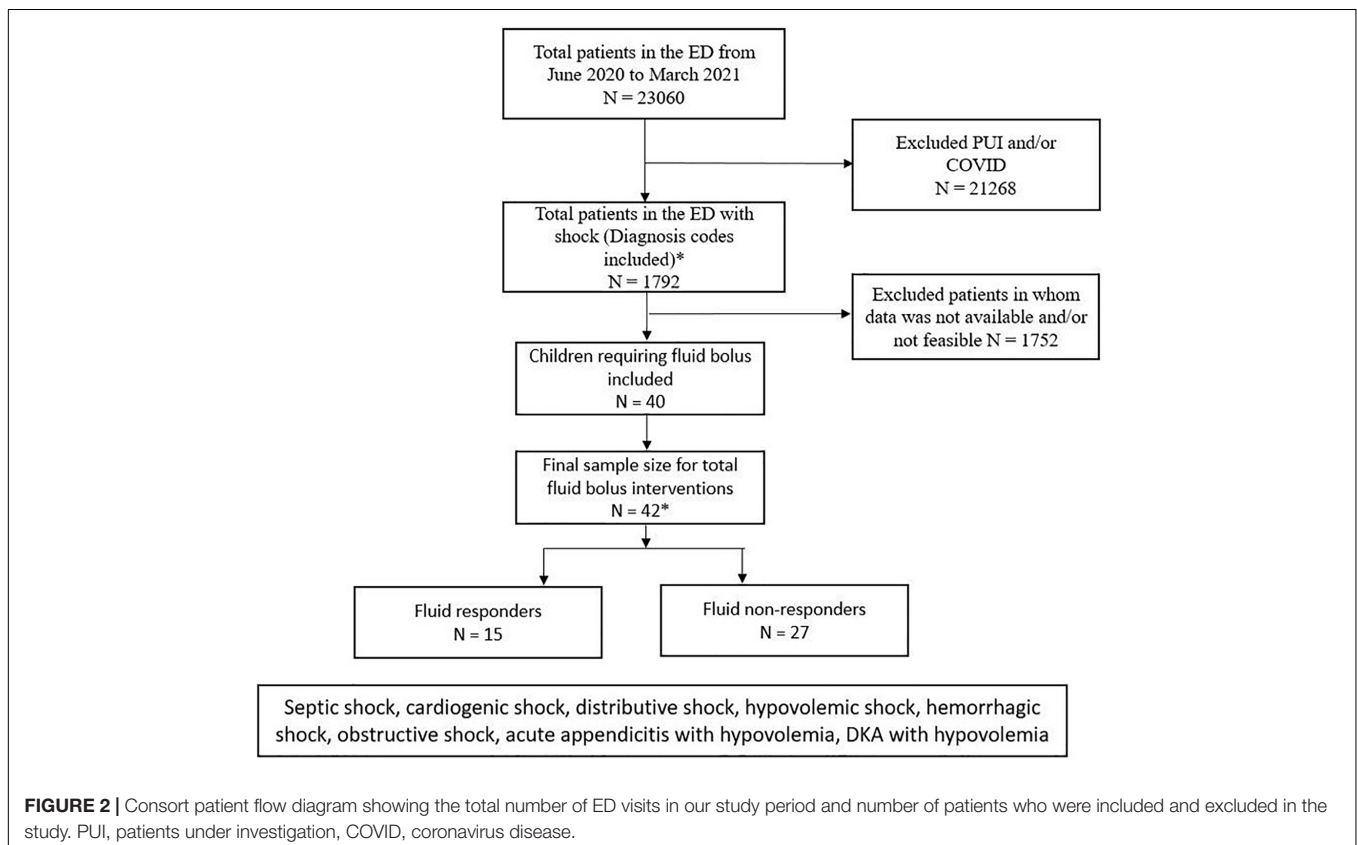 Total patients in the ED from
June 2020 to March 2021
N = 23060
Excluded PUI and/or
COVID
N = 21268
Total patients in the ED with
shock (Diagnosis codes
included)*
N = 1792
Excluded patients in whom
data was not available and/or
not feasible N = 1752
Children requiring fluid bolus
included
N = 40
Final sample size for total
fluid bolus interventions
N = 42*
Fluid responders
N = 15
Fluid non-responders
N = 27
Septic shock, cardiogenic shock, distributive shock, hypovolemic shock, hemorrhagic
shock, obstructive shock, acute appendicitis with hypovolemia, DKA with hypovolemia
FIGURE 2 | Consort patient flow diagram showing the total number of ED visits in our study period and number of patients who were included and excluded in the
study. PUI, patients under investigation, COVID, coronavirus disease.